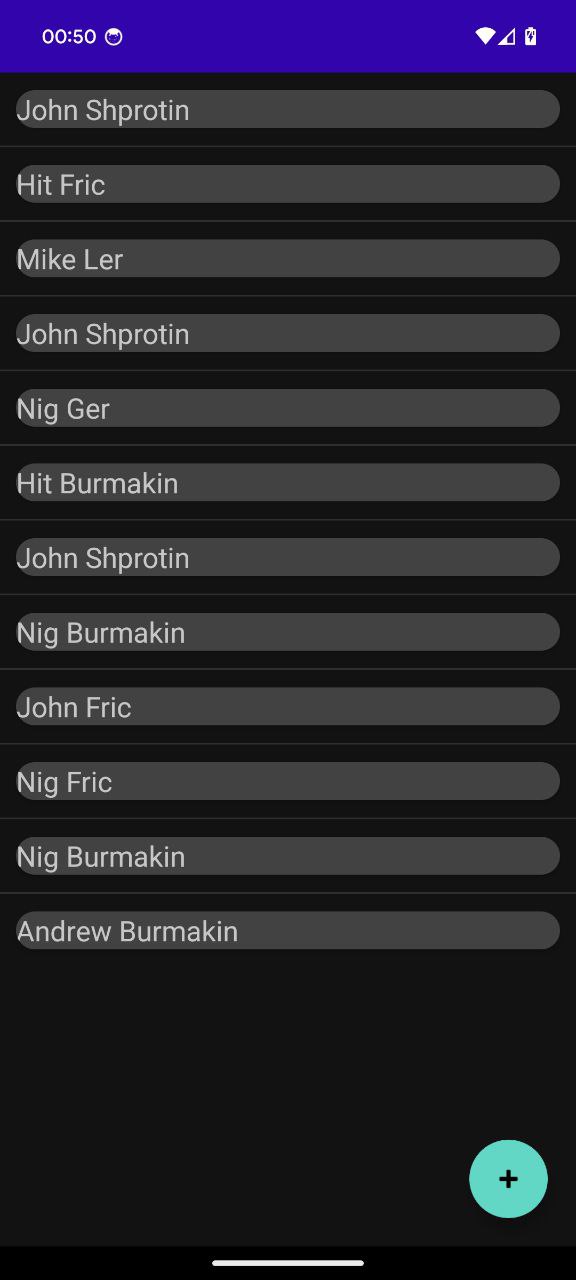 00:50
John Shprotin
Hit Fric
Mike Ler
John Shprotin
Nig Ger
Hit Burmakin
John Shprotin
Nig Burmakin
John Fric
Nig Fric
Nig Burmakin
Andrew Burmakin
+